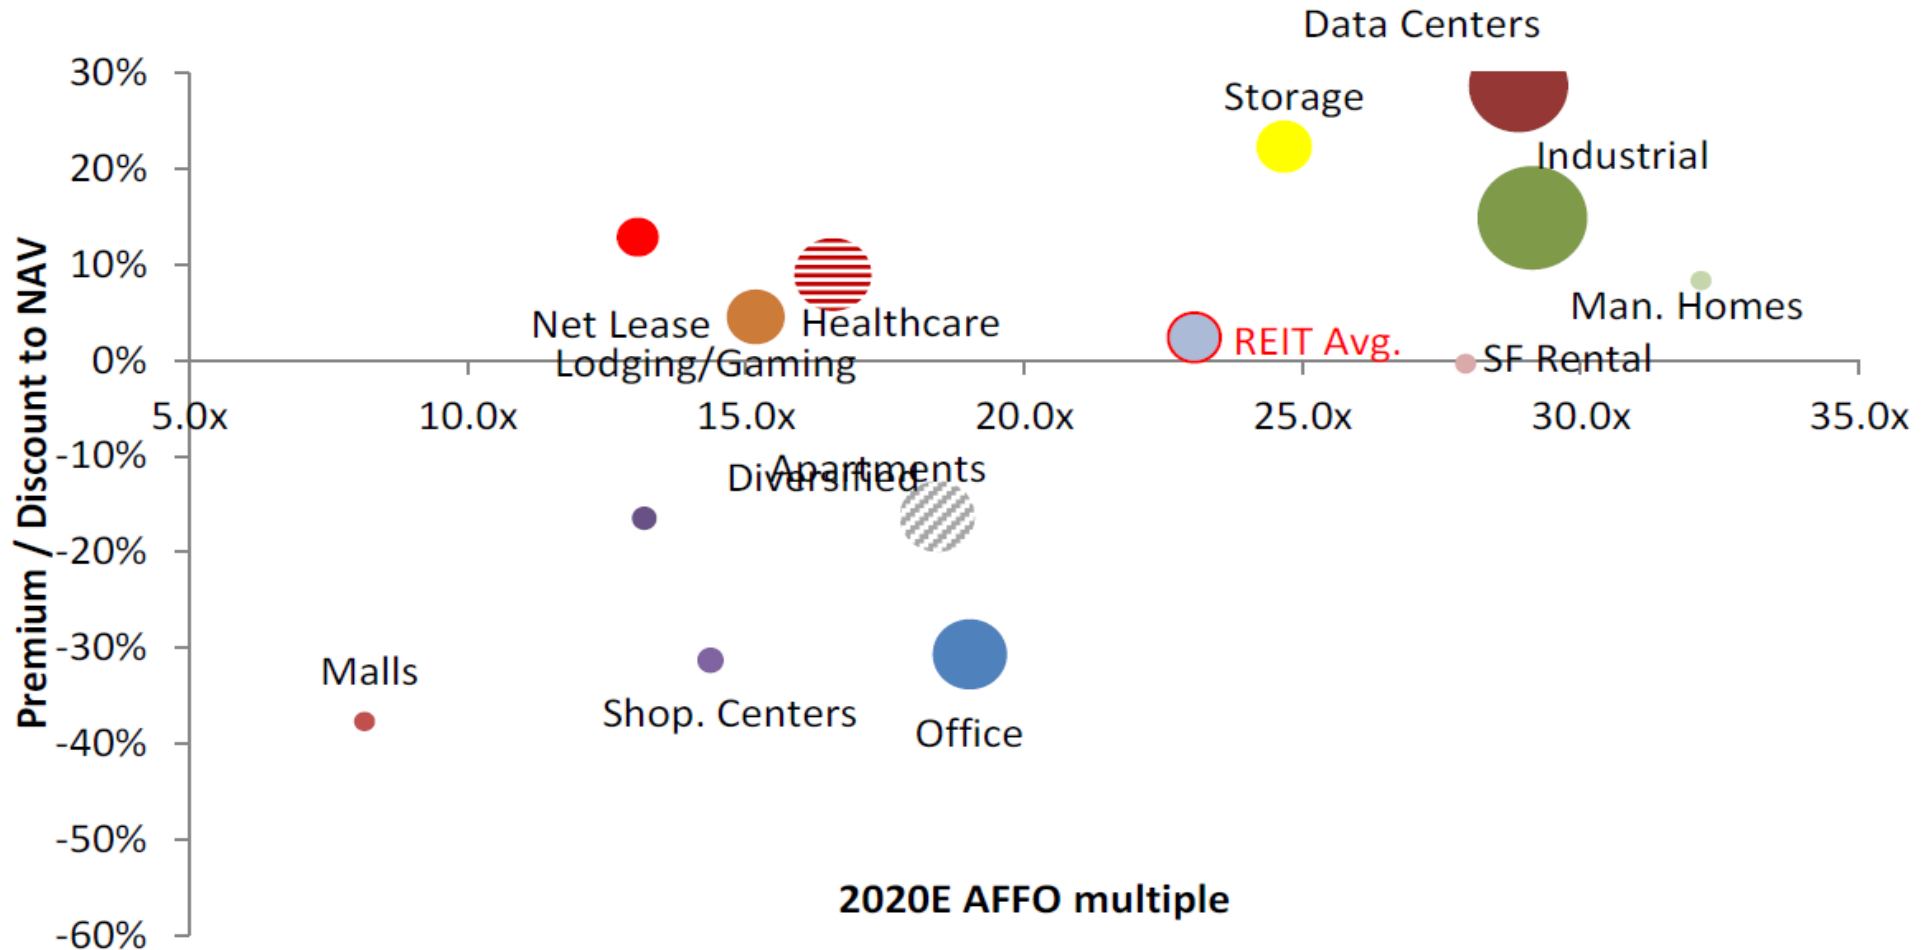 Data Centers
30%
Storage
20%
Industrial
10%
Man. Homes
Net Lease
Healthcare
REIT Avg.
0%
Lodging/Gaming
SF Rental
5.0x
10.0x
15.0x
20.0x
25.0x
30.0x
35.0x
-10%
Apartments
Diversified
-20%
-30%
Malls
Shop. Centers
Office
-40%
-50%
-60%
Premium / Discount to NAV
2020E AFFO multiple